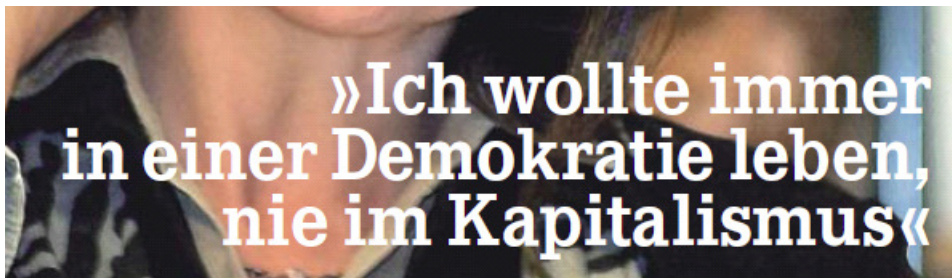 »Ich wollte immer
in einer Demokratie leben,
nie im Kapitalismus«